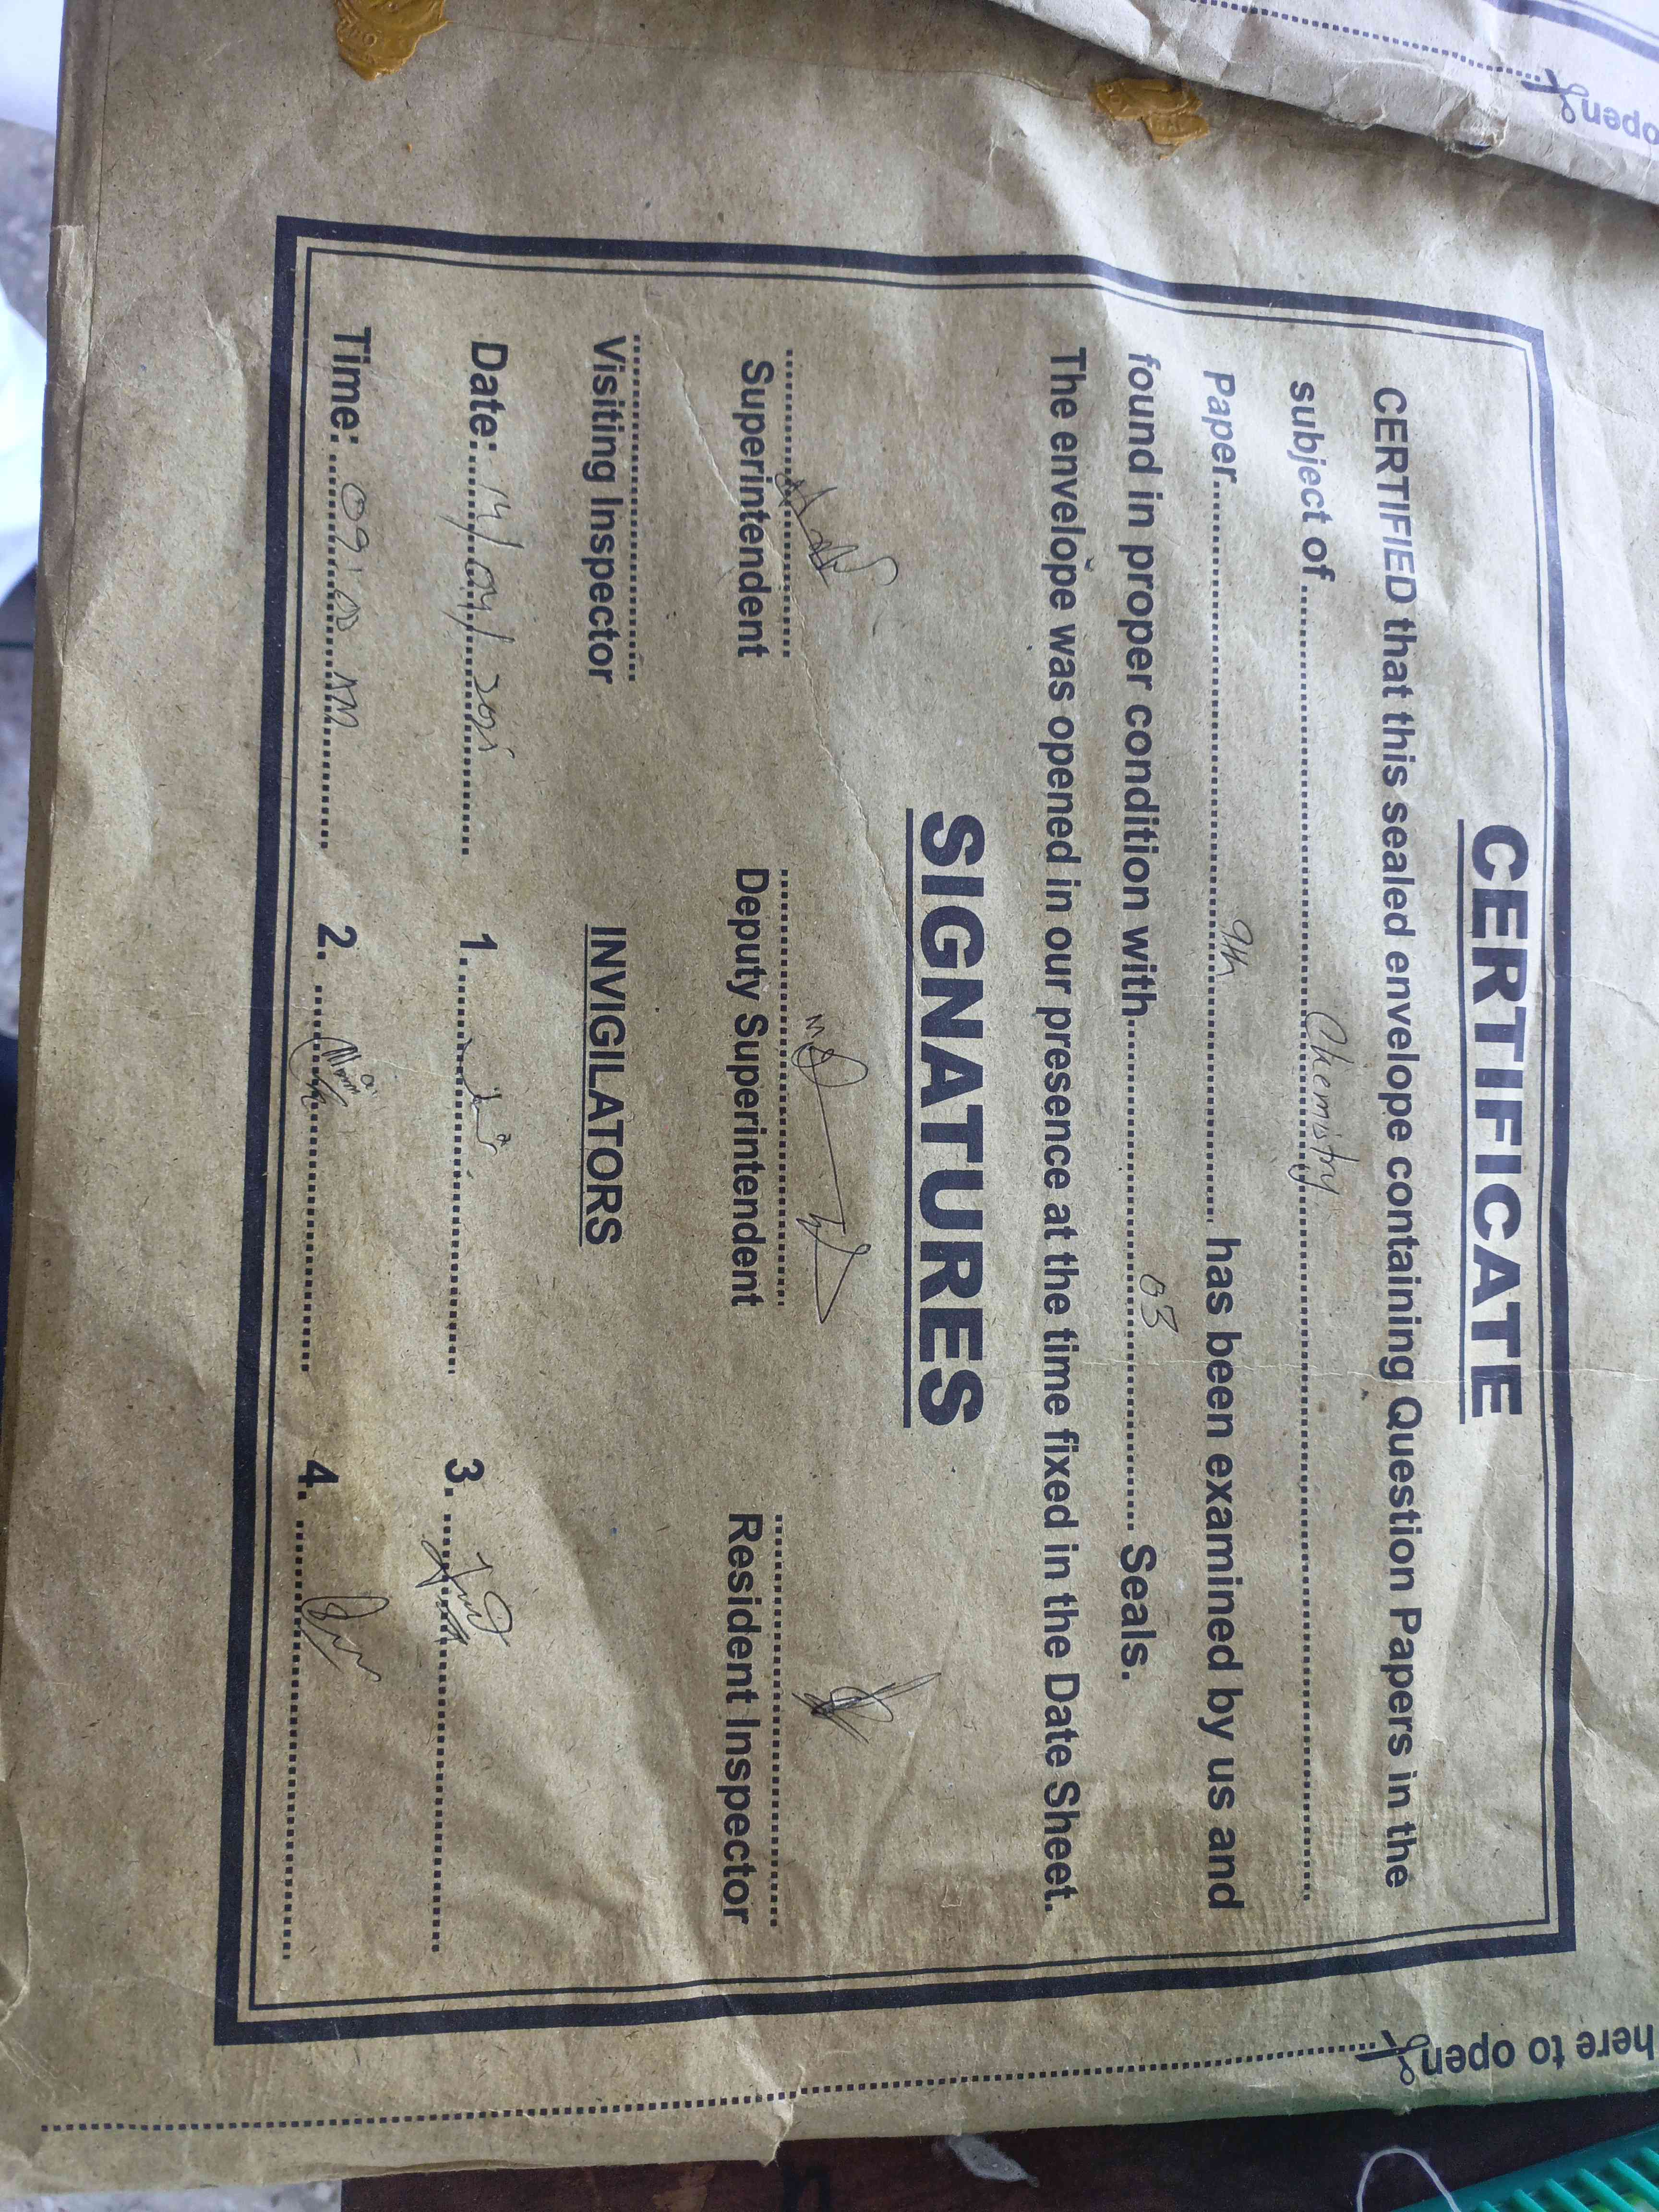 CERTIFICATE
CERTIFIED that this sealed envelope containing Question Papers in the
subject of Chemistry
Paper 9th has been examined by us and
found in proper condition with 03 Seals.
The envelope was opened in our presence at the time fixed in the Date Sheet.
SIGNATURES
Superintendent Deputy Superintendent Resident Inspector
Visiting Inspector INVIGILATORS
Date: 14/04/ 1. 3.
Time: 09:00 AM 2. 4.
here to open
open